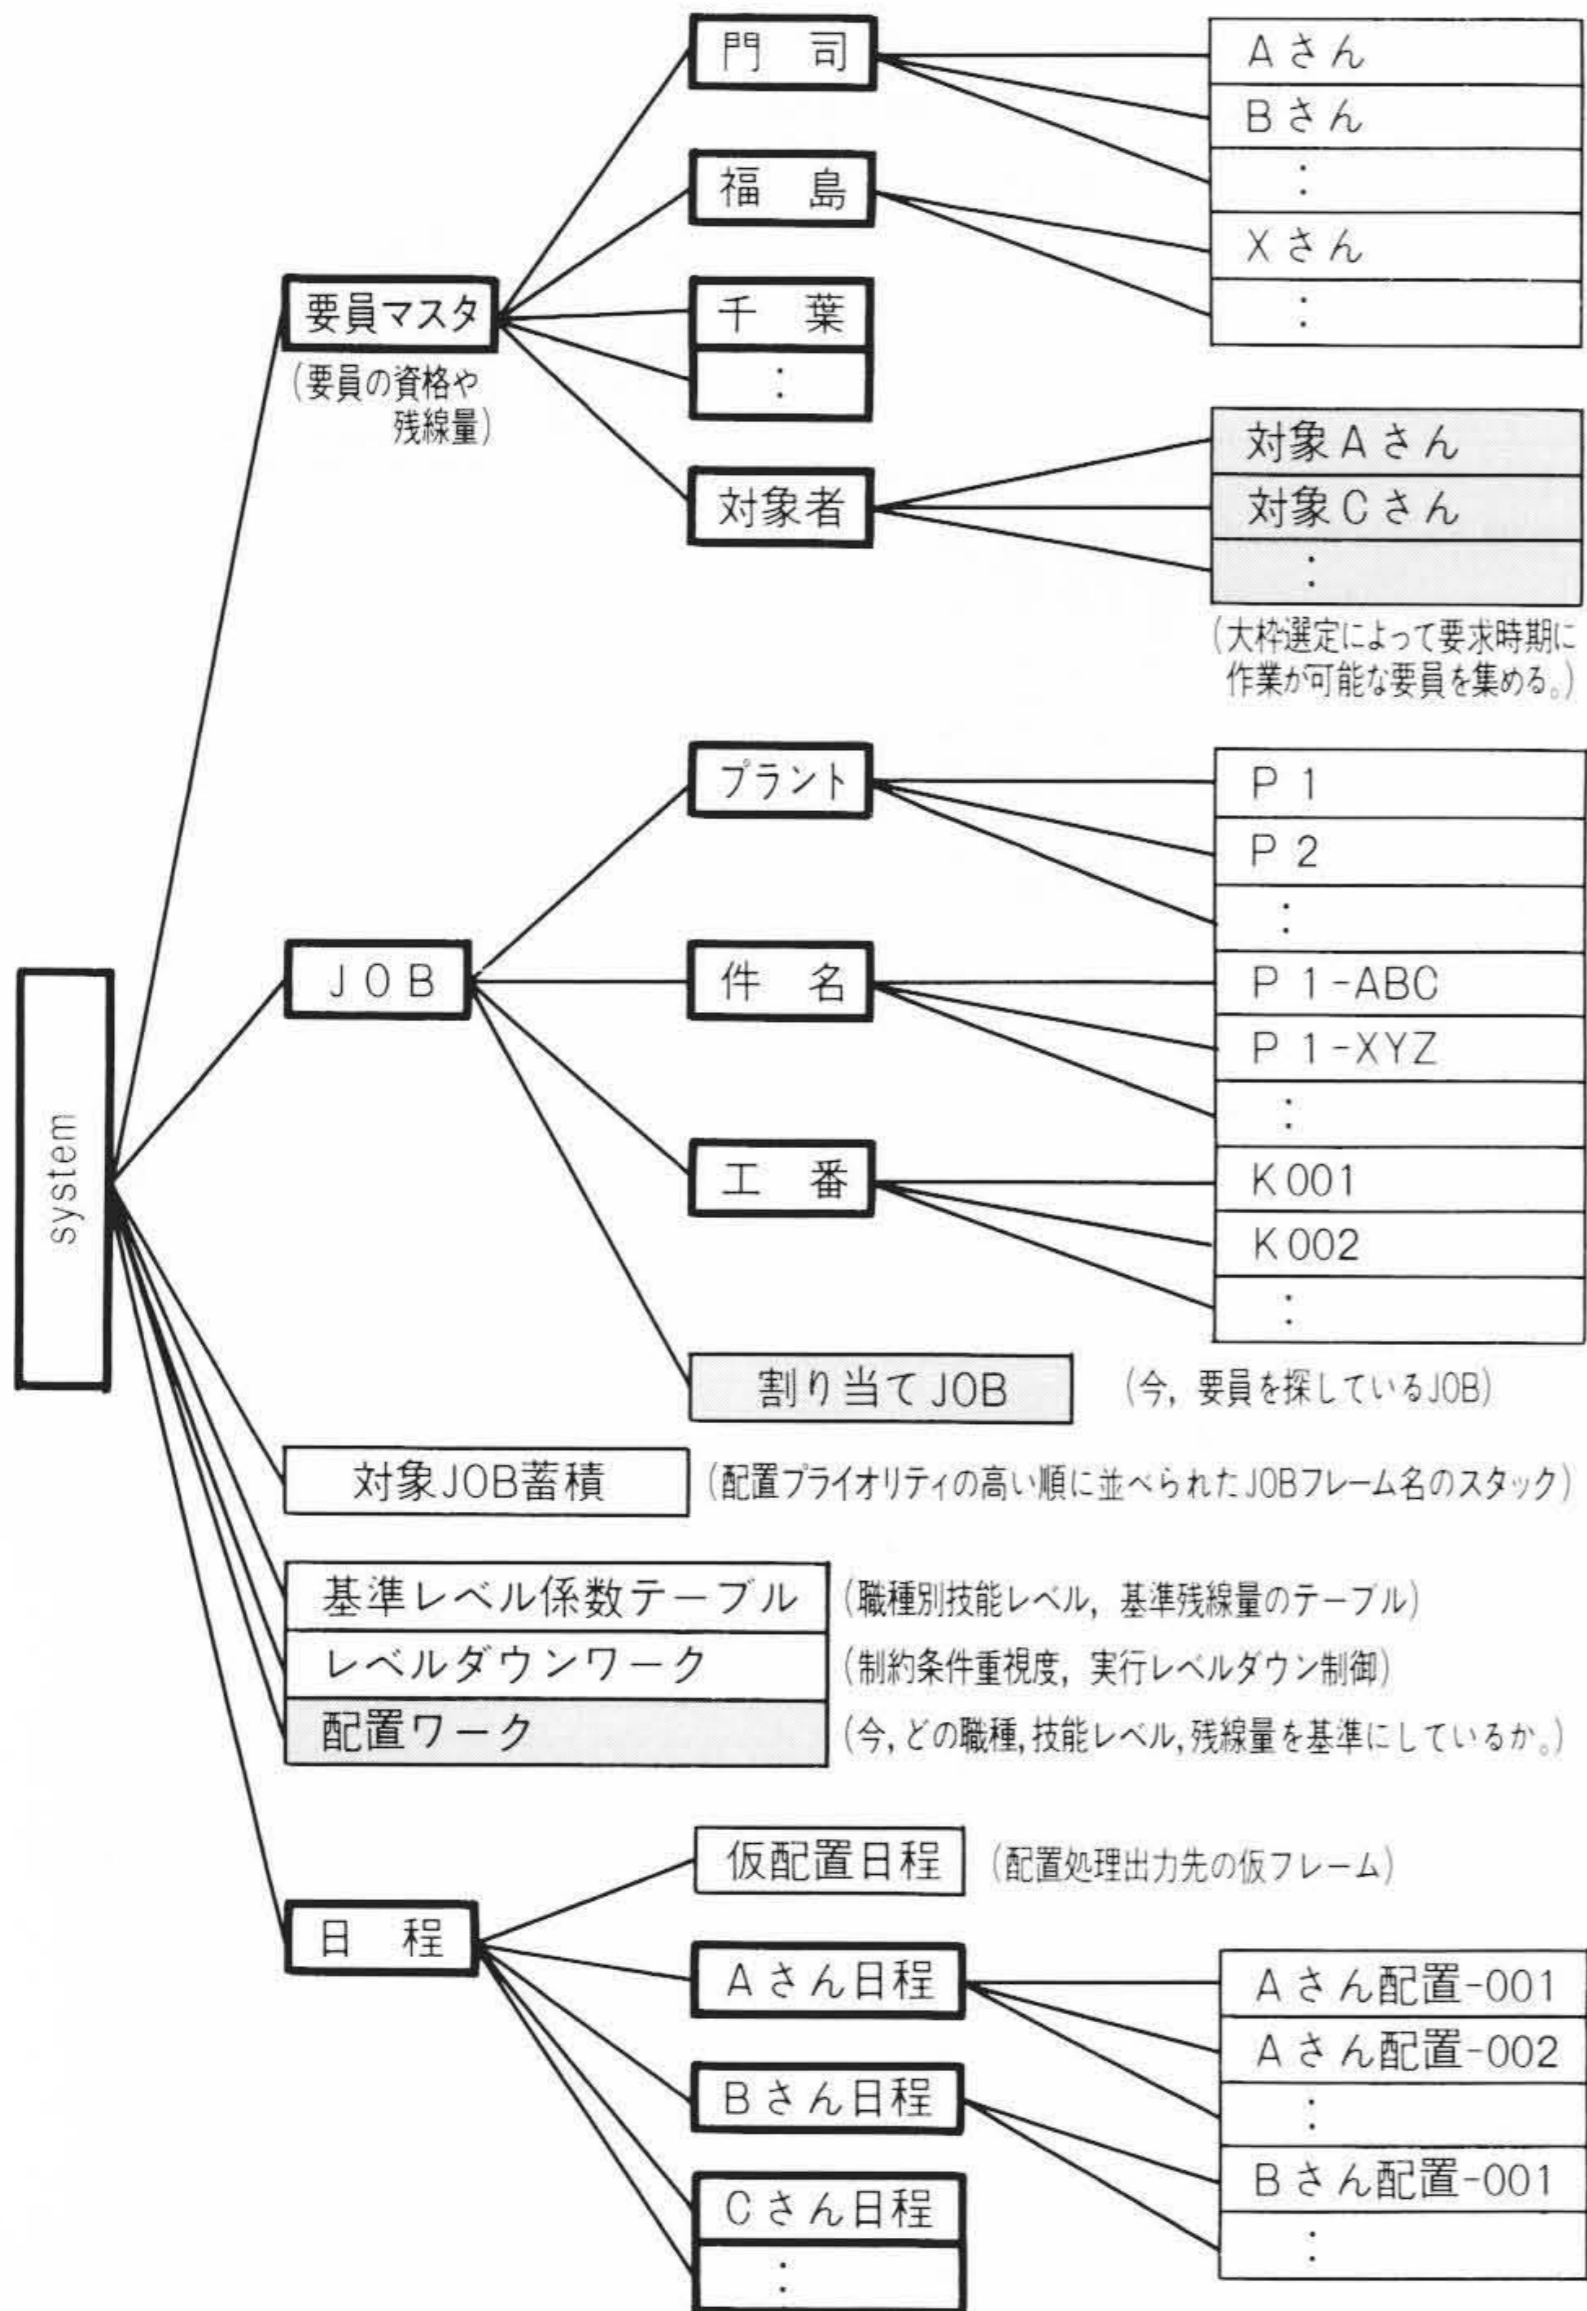 門 司
Aさん
Bさん
:
福 島
Xさん
:
要員マスタ
(要員の資格や
残線量)
千 葉
:
対象者
対象Aさん
対象Cさん
:
(大枠選定によって要求時期に
作業が可能な要員を集める。)
プラント
P1
P2
:
JOB
件 名
P1-ABC
P1-XYZ
:
system
工 番
K001
K002
:
割り当てJOB
(今, 要員を探しているJOB)
対象JOB蓄積
(配置プライオリティの高い順に並べられたJOBフレーム名のスタック)
基準レベル係数テーブル
(職種別技能レベル, 基準残線量のテーブル)
レベルダウンワーク
(制約条件重視度, 実行レベルダウン制御)
配置ワーク
(今,どの職種,技能レベル,残線量を基準にしているか。)
仮配置日程
(配置処理出力先の仮フレーム)
日 程
Aさん日程
Aさん配置-001
Aさん配置-002
:
Bさん日程
Bさん配置-001
:
Cさん日程
: